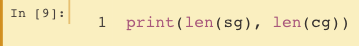 In [9]:
1 print(len(sg), len(cg))